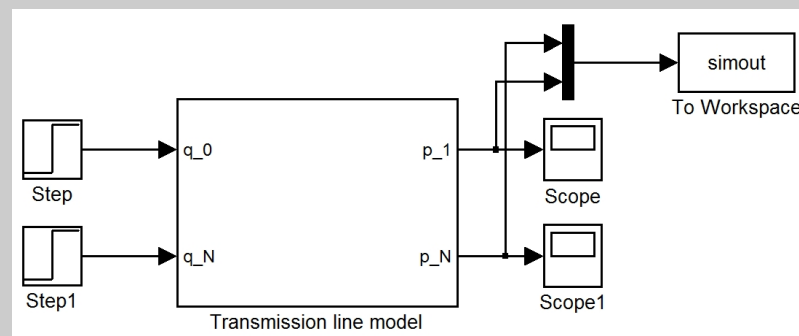 simout
To Workspace
q_0
p_1
Step
Scope
q_N
p_N
Step1
Scope1
Transmission line model